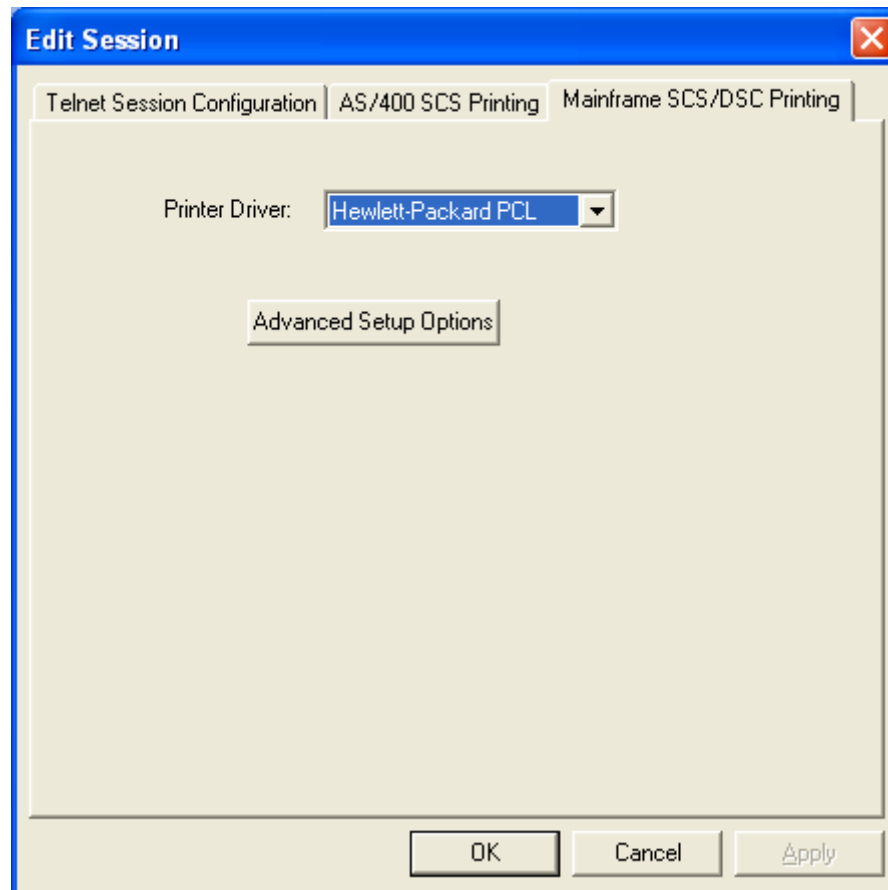 Edit Session
Telnet Session Configuration
AS/400 SCS Printing
Mainframe SCS/DSC Printing
Printer Driver:
Hewlett-Packard PCL
Advanced Setup Options
OK
Cancel
Apply